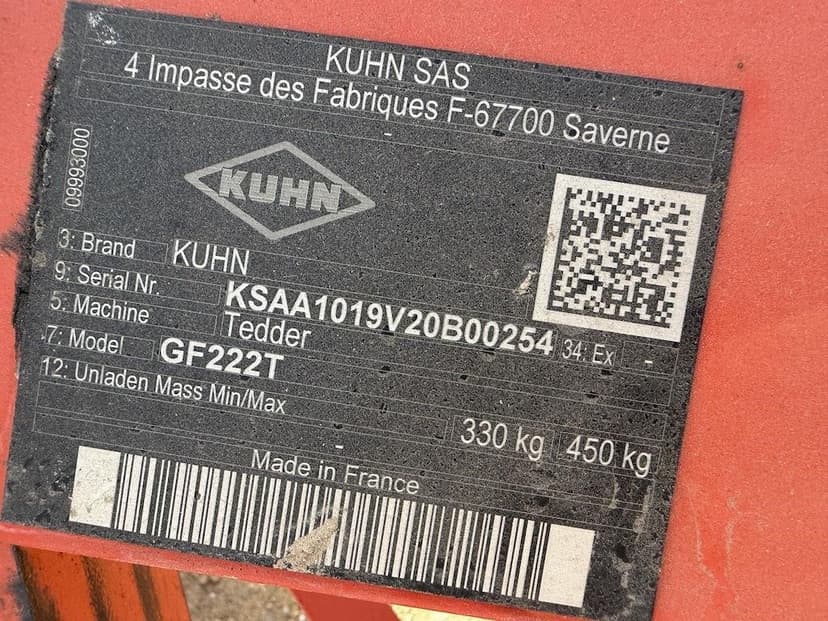 KUHN SAS
4 Impasse des Fabriques F-67700 Saverne
-
09993000
KUHN
3: Brand KUHN
9: Serial Nr. KSAA1019V20B00254 34: Ex -
5: Machine Tedder
7: Model GF222T
12: Unladen Mass Min/Max 330 kg 450 kg
-
Made in France